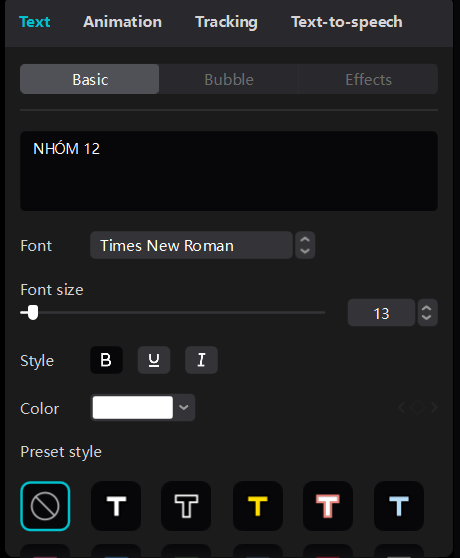 Text Animation Tracking Text-to-speech
Basic Bubble Effects
NHÓM 12
Font Times New Roman
Font size
13
Style B U I
Color
Preset style
T T T T T